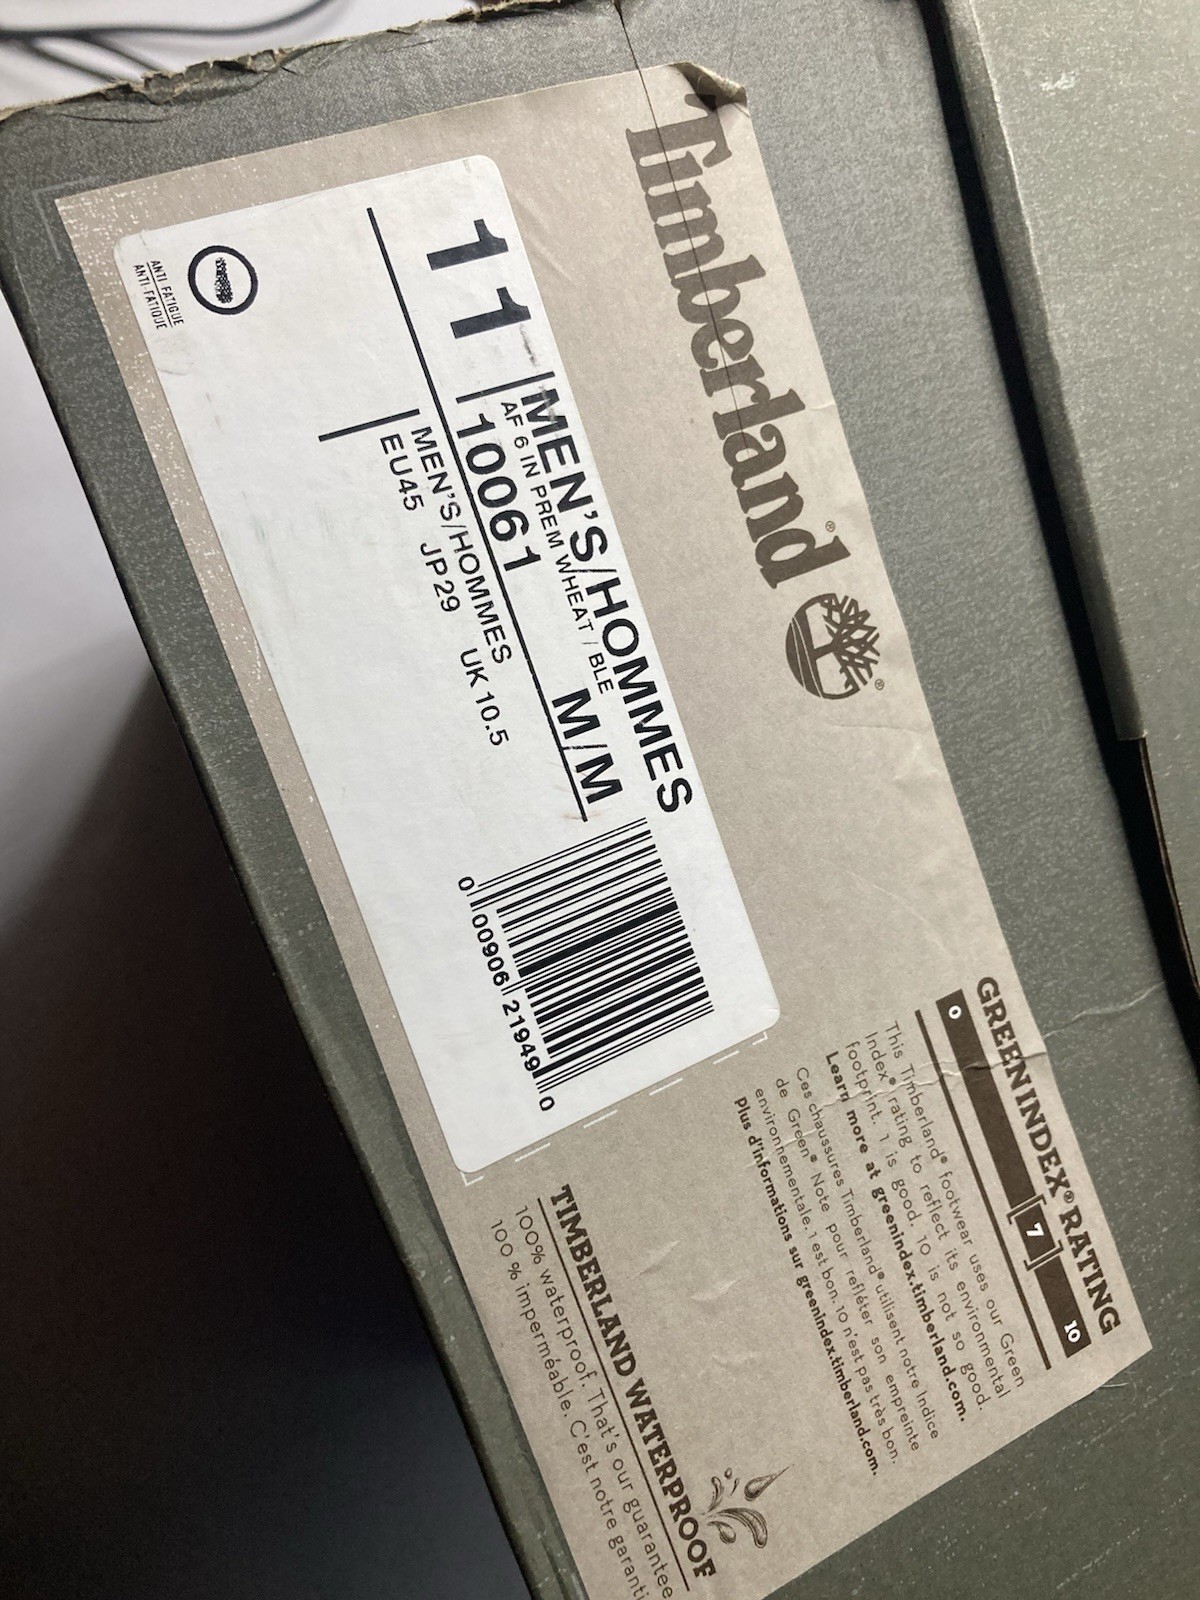 Timberland®
®
11
MEN'S/HOMMES
AF 6 IN PREM WHEAT / BLE
10061 M/M
MEN'S/HOMMES UK 10.5
EU45 JP29
ANTI FATIGUE
ANTI-FATIGUE
0 00906 21949 0
GREEN INDEX® RATING
0 7 10
This Timberland® footwear uses our Green
Index® rating to reflect its environmental
footprint. 1 is good. 10 is not so good.
Learn more at greenindex.timberland.com.
Ces chaussures Timberland® utilisent notre Indice
de Green® Note pour refléter son empreinte
environnementale. 1 est bon. 10 n'est pas très bon.
Plus d'informations sur greenindex.timberland.com.
TIMBERLAND WATERPROOF
100% waterproof. That's our guarantee
100 % imperméable. C'est notre garanti